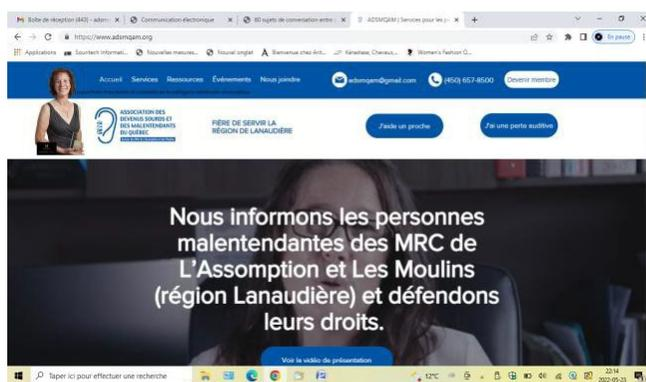 Boîte de réception (443) - adsm
Communication électronique
60 sujets de conversation entre
ADSMQAM | Services pour les p
https://www.adsmqam.org
En pause
Applications
Nouvelles mesures...
Nouvel onglet
Bienvenue chez Ant...
Women's Fashion
Accueil Services Ressources Événements Nous joindre
adsmqam@gmail.com
(450) 657-8500
Devenir membre
ASSOCIATION DES
DEVENUS SOURDS ET
DES MALENTENDANTS
DU QUÉBEC
FIÈRE DE SERVIR LA
RÉGION DE LANAUDIÈRE
J'aide un proche
J'ai une perte auditive
Nous informons les personnes
malentendantes des MRC de
L'Assomption et Les Moulins
(région Lanaudière) et défendons
leurs droits.
Voir la vidéo de présentation
Taper ici pour effectuer une recherche
12°C
22:14
2022-05-23